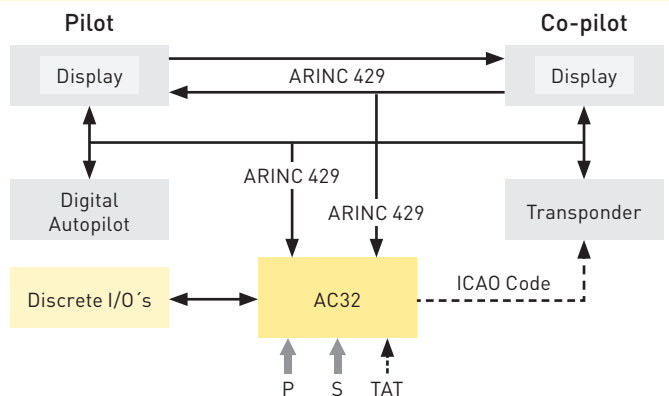 Pilot
Co-pilot
Display
ARINC 429
Display
ARINC 429
ARINC 429
Digital
Autopilot
Transponder
Discrete I/O´s
AC32
ICAO Code
P
S
TAT